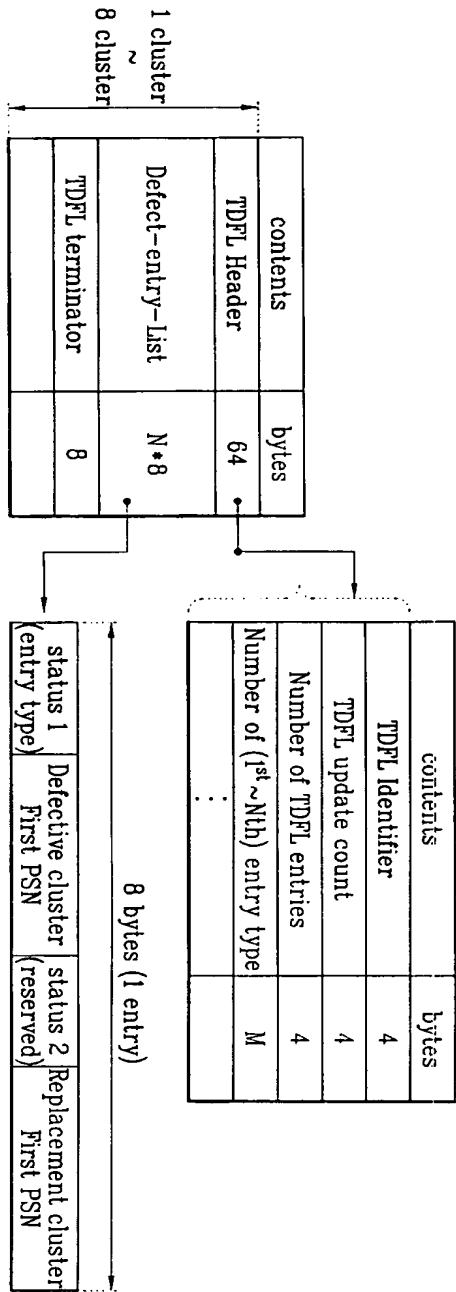 1 cluster
~
8 cluster
contents bytes
TDFL Header 64
Defect-entry-List N*8
TDFL terminator 8
contents bytes
TDFL Identifier 4
TDFL update count 4
Number of TDFL entries 4
Number of (1st~Nth) entry type M
⋮
8 bytes (1 entry)
status 1 Defective cluster status 2 Replacement cluster
(entry type) First PSN (reserved) First PSN